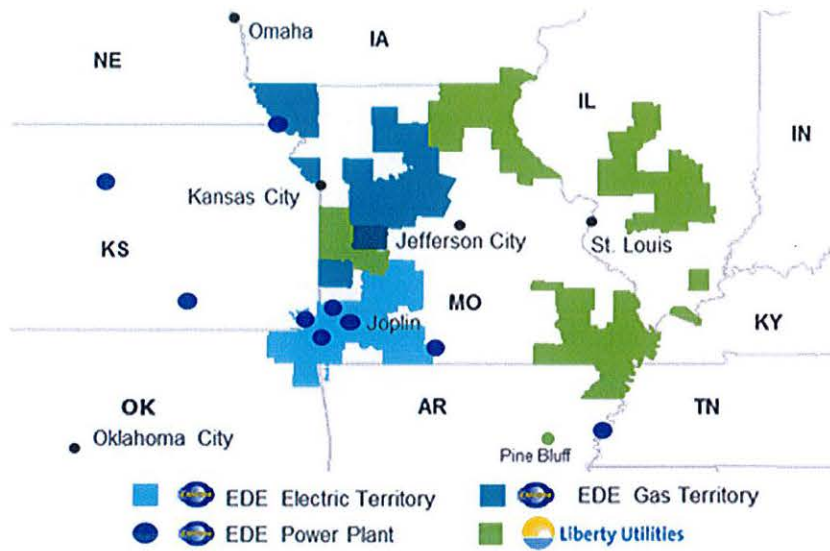 Omaha
IA
NE
IL
IN
Kansas City
KS
Jefferson City
St. Louis
MO
Joplin
KY
OK
AR
TN
Oklahoma City
Pine Bluff
EDE Electric Territory
EDE Gas Territory
EDE Power Plant
Liberty Utilities